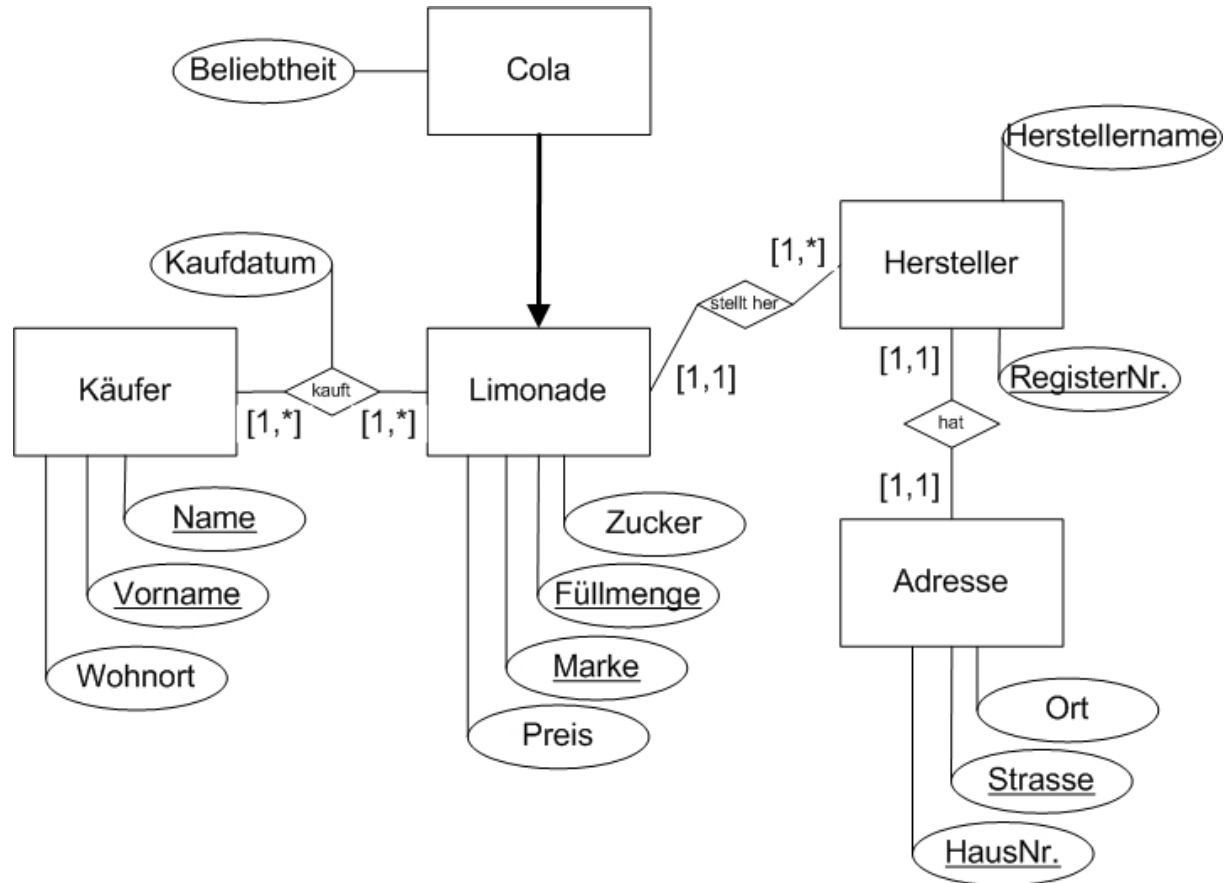 Cola
Beliebtheit
Herstellername
Kaufdatum
[1,*]
Hersteller
stellt her
Käufer
kauft
Limonade
[1,1]
[1,1]
RegisterNr.
[1,*]
[1,*]
hat
[1,1]
Name
Zucker
Adresse
Vorname
Füllmenge
Wohnort
Marke
Ort
Preis
Strasse
HausNr.